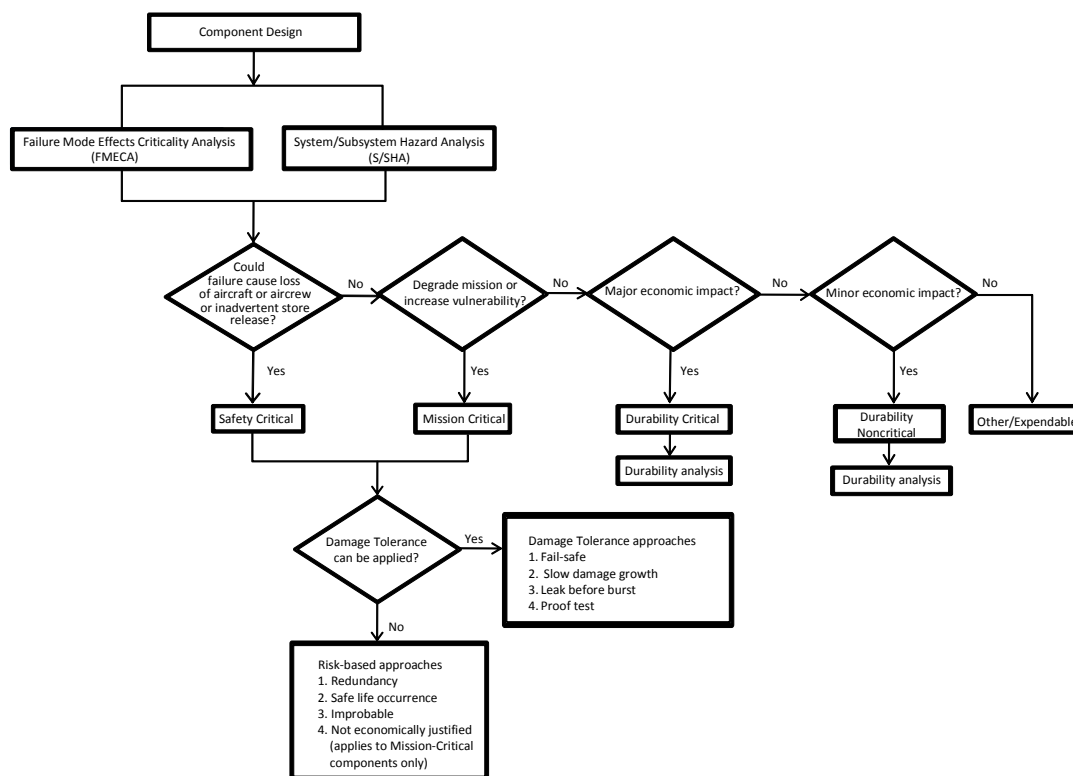 Component Design
Failure Mode Effects Criticality Analysis
(FMECA)
System/Subsystem Hazard Analysis
(S/SHA)
Could
failure cause loss
of aircraft or aircrew
or inadvertent store
release?
No
Degrade mission or
increase vulnerability?
No
Major economic impact?
No
Minor economic impact?
No
Yes
Yes
Yes
Yes
Safety Critical
Mission Critical
Durability Critical
Durability
Noncritical
Other/Expendable
Durability analysis
Durability analysis
Damage Tolerance
can be applied?
Yes
Damage Tolerance approaches
1. Fail-safe
2. Slow damage growth
3. Leak before burst
4. Proof test
No
Risk-based approaches
1. Redundancy
2. Safe life occurrence
3. Improbable
4. Not economically justified
(applies to Mission-Critical
components only)